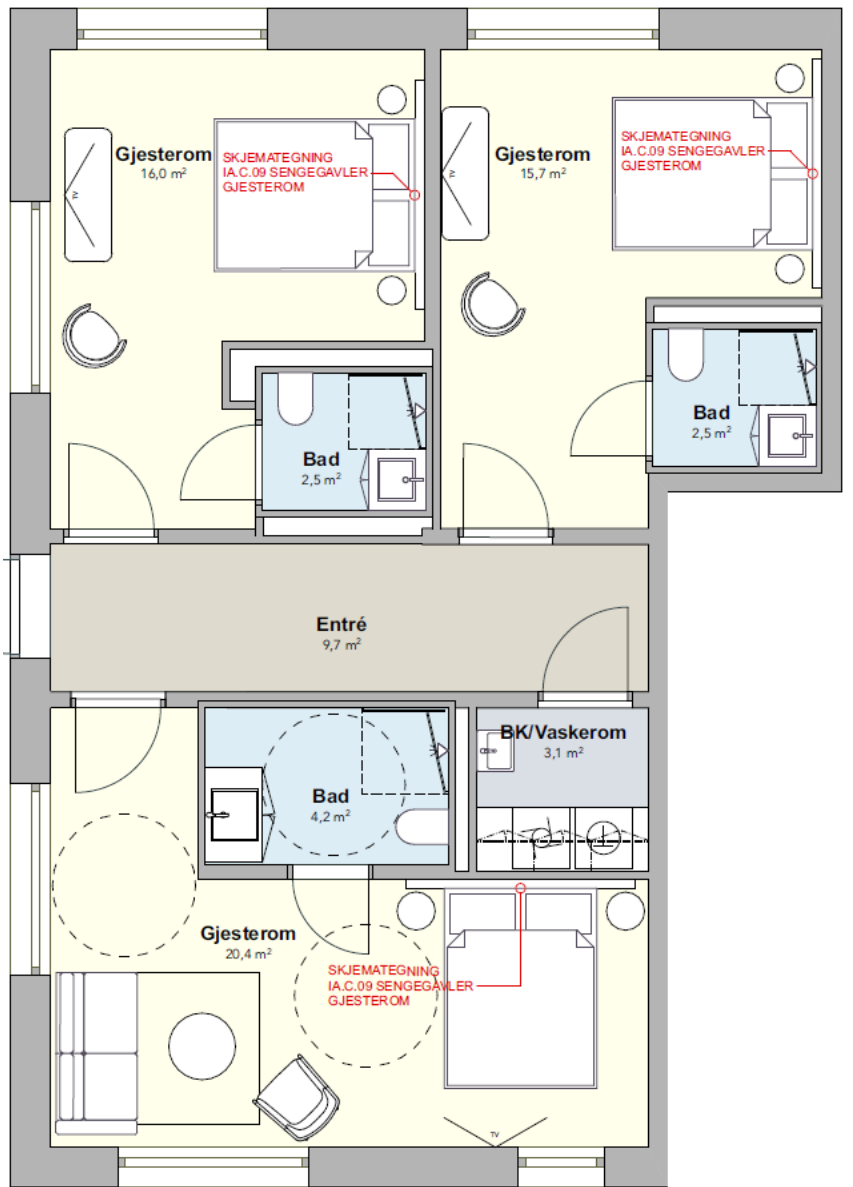 Gjesterom
16,0 m²
SKJEMATEGNING
IA.C.09 SENGEGAVLER
GJESTEROM
TV
Gjesterom
15,7 m²
SKJEMATEGNING
IA.C.09 SENGEGAVLER
GJESTEROM
TV
Bad
2,5 m²
Bad
2,5 m²
Entré
9,7 m²
BK/Vaskerom
3,1 m²
Bad
4,2 m²
Gjesterom
20,4 m²
SKJEMATEGNING
IA.C.09 SENGEGAVLER
GJESTEROM
TV